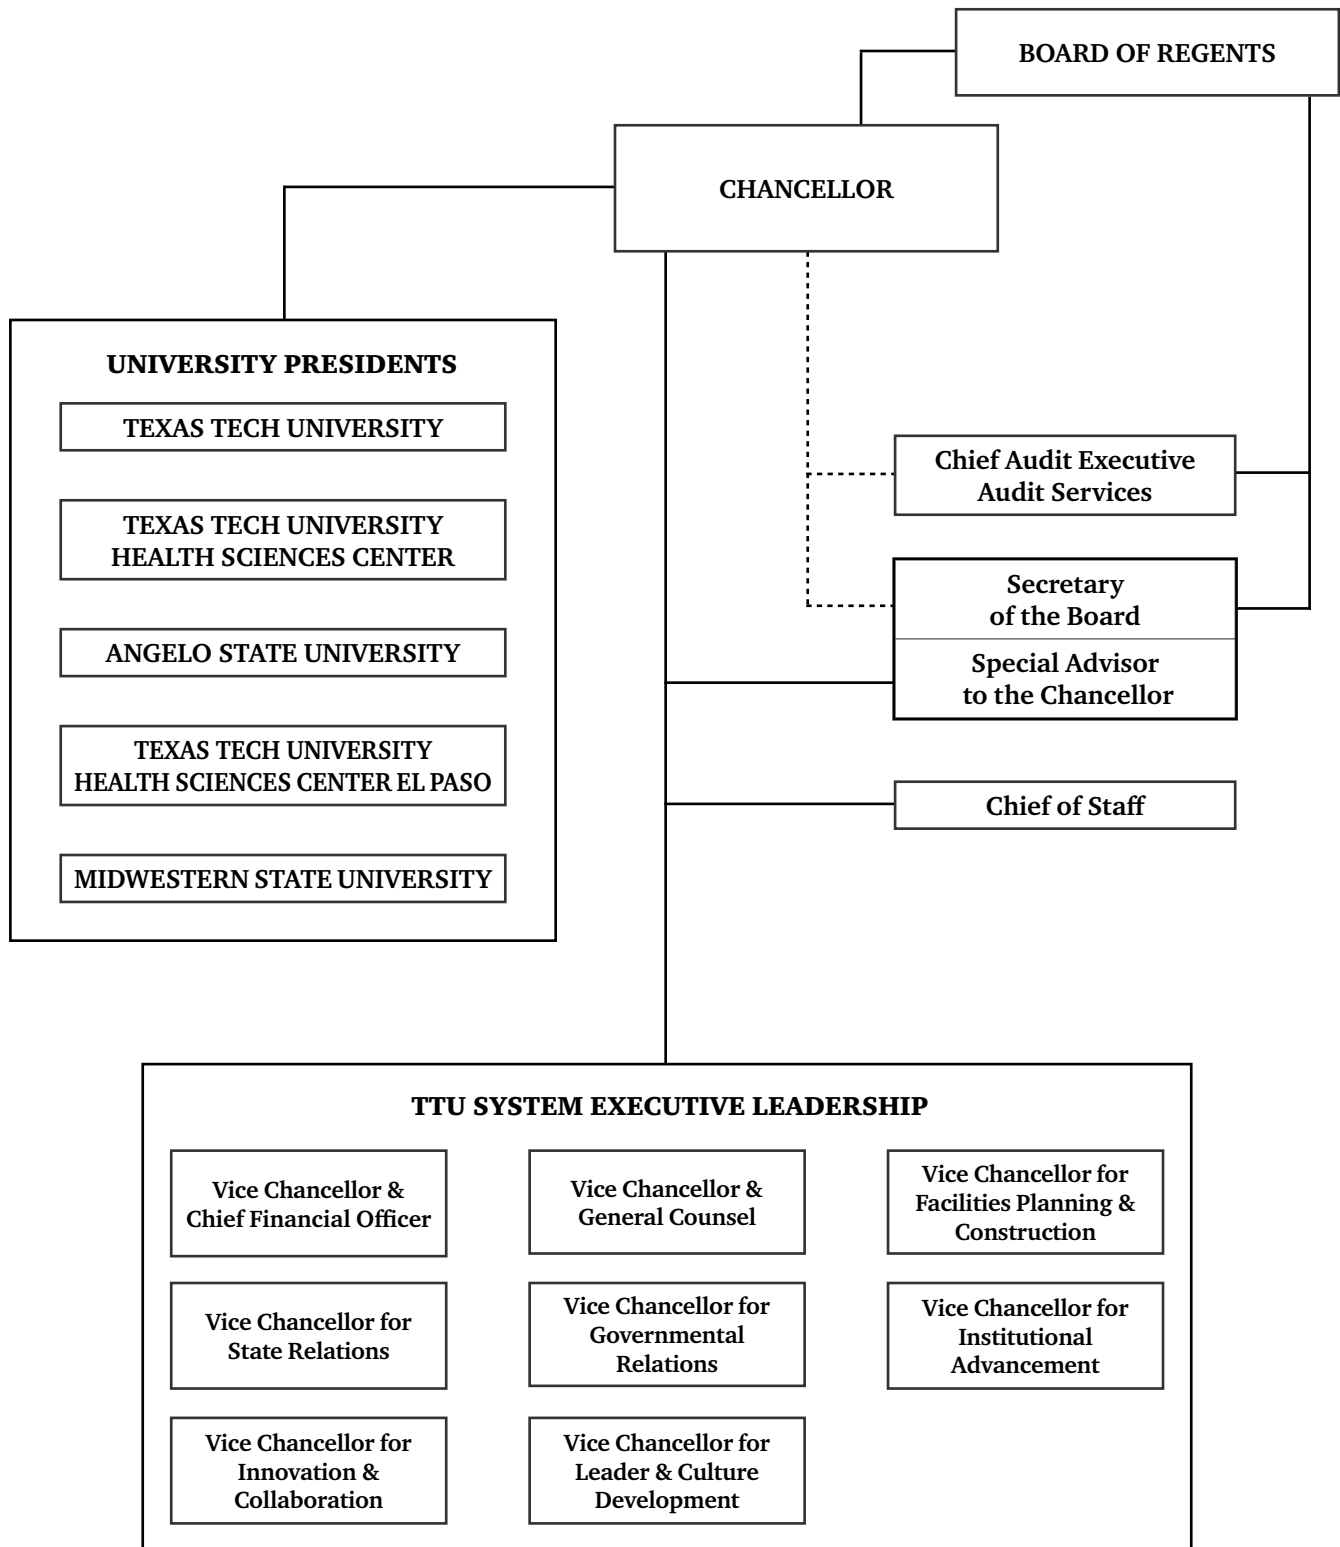 BOARD OF REGENTS
CHANCELLOR
UNIVERSITY PRESIDENTS
TEXAS TECH UNIVERSITY
TEXAS TECH UNIVERSITY
HEALTH SCIENCES CENTER
ANGELO STATE UNIVERSITY
TEXAS TECH UNIVERSITY
HEALTH SCIENCES CENTER EL PASO
MIDWESTERN STATE UNIVERSITY
Chief Audit Executive
Audit Services
Secretary
of the Board
Special Advisor
to the Chancellor
Chief of Staff
TTU SYSTEM EXECUTIVE LEADERSHIP
Vice Chancellor &
Chief Financial Officer
Vice Chancellor &
General Counsel
Vice Chancellor for
Facilities Planning &
Construction
Vice Chancellor for
State Relations
Vice Chancellor for
Governmental
Relations
Vice Chancellor for
Institutional
Advancement
Vice Chancellor for
Innovation &
Collaboration
Vice Chancellor for
Leader & Culture
Development